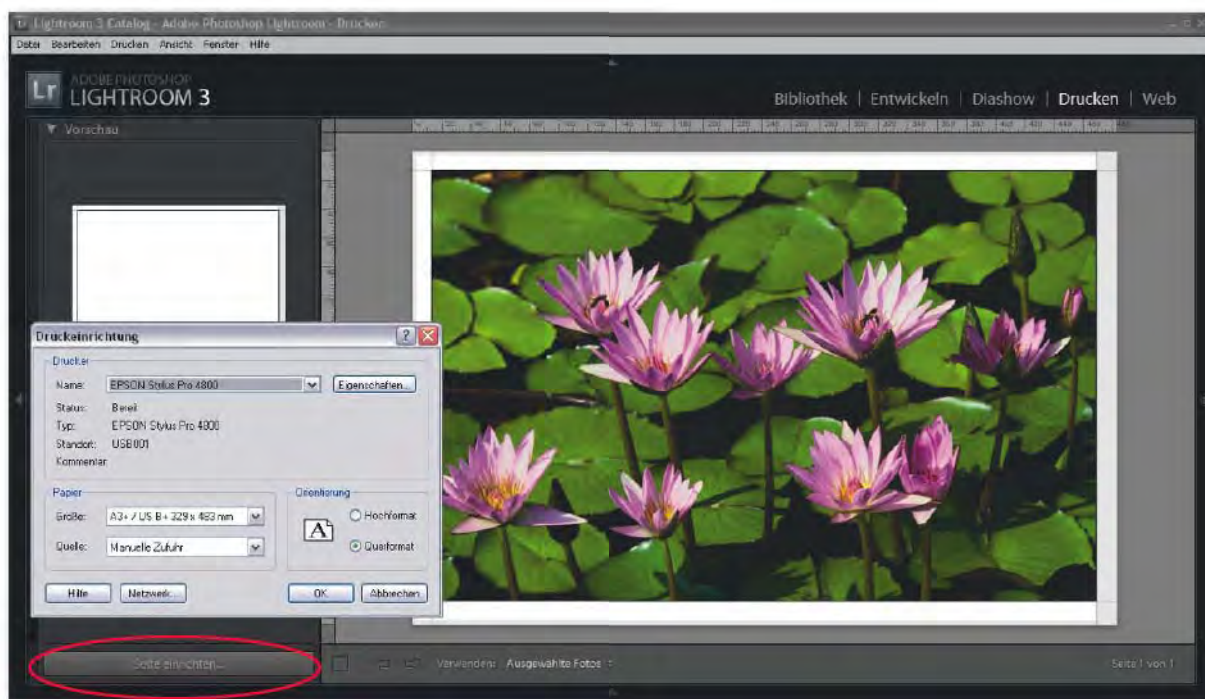 Lightroom 3 Catalog - Adobe Photoshop Lightroom - Drucken
Datei Bearbeiten Drucken Ansicht Fenster Hilfe
Lr
ADOBE PHOTOSHOP
LIGHTROOM 3
Bibliothek | Entwickeln | Diashow | Drucken | Web
Vorschau
Druckeinrichtung
Drucker
Name: EPSON Stylus Pro 4800 Eigenschaften...
Status: Bereit
Typ: EPSON Stylus Pro 4800
Standort: USB001
Kommentar:
Papier
Größe: A3+ / US B+ 329 x 483 mm
Quelle: Manuelle Zufuhr
Orientierung
A
Hochformat
Querformat
Hilfe Netzwerk... OK Abbrechen
Seite einrichten...
Verwenden: Ausgewählte Fotos
Seite 1 von 1